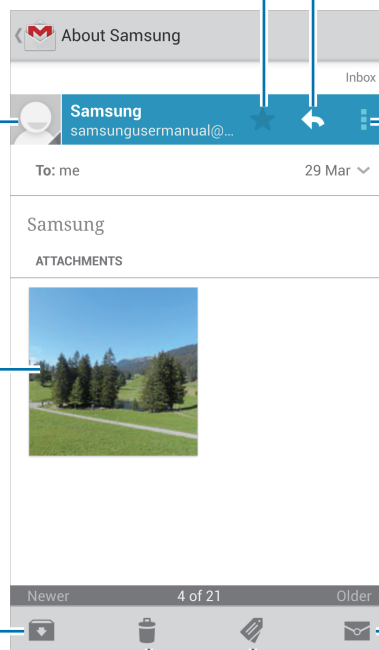 About Samsung
Inbox
Samsung
samsungusermanual@...
To: me 29 Mar
Samsung
ATTACHMENTS
Newer 4 of 21 Older